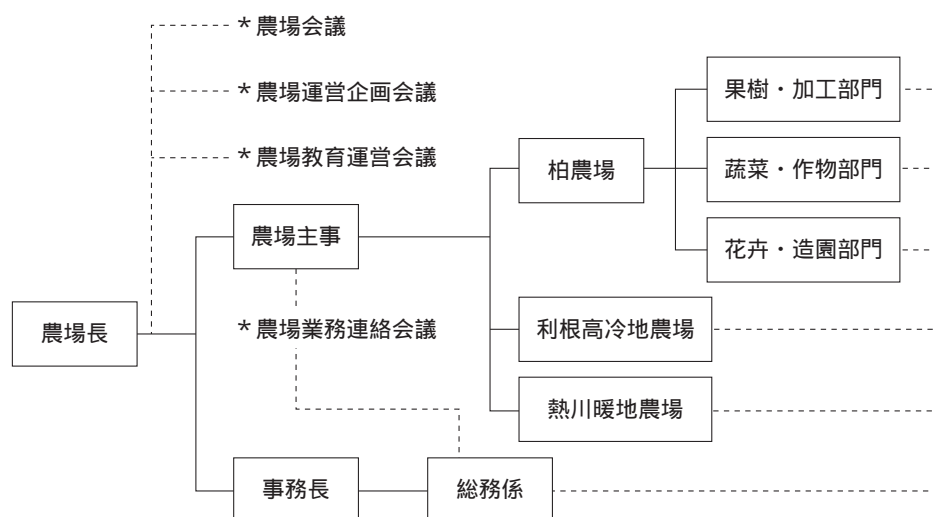 *農場会議
*農場運営企画会議
*農場教育運営会議
果樹・加工部門
柏農場
蔬菜・作物部門
農場主事
花卉・造園部門
農場長
*農場業務連絡会議
利根高冷地農場
熱川暖地農場
事務長
総務係